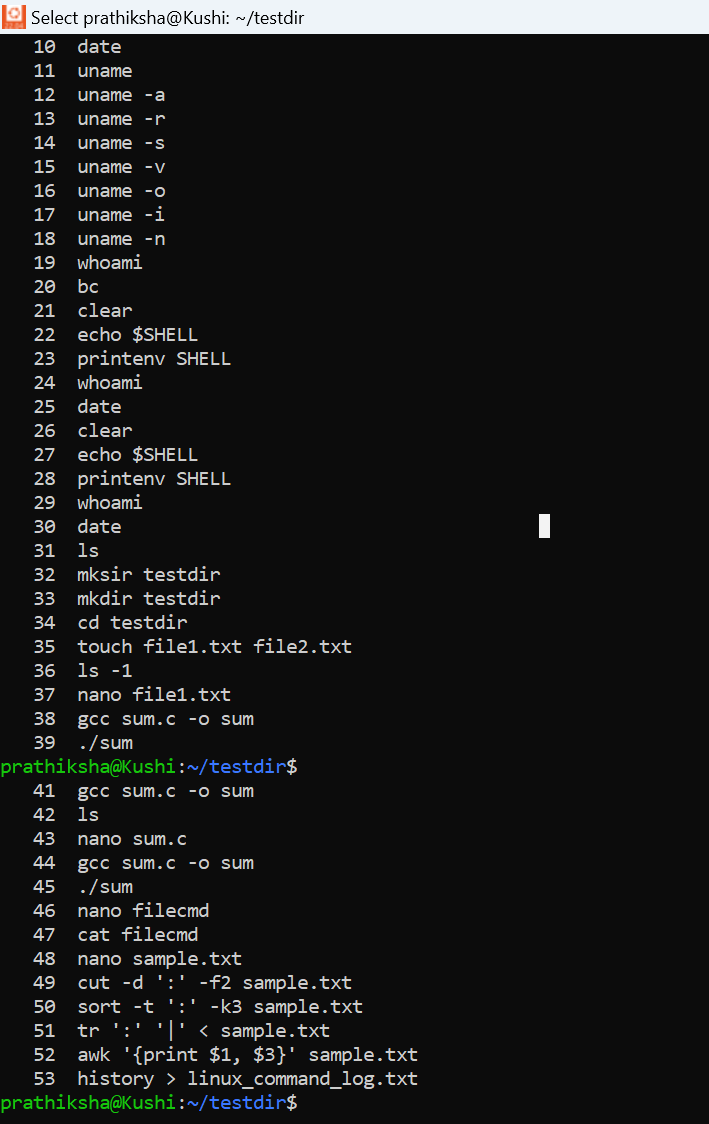 Select prathiksha@Kushi: ~/testdir
10 date
11 uname
12 uname -a
13 uname -r
14 uname -s
15 uname -v
16 uname -o
17 uname -i
18 uname -n
19 whoami
20 bc
21 clear
22 echo $SHELL
23 printenv SHELL
24 whoami
25 date
26 clear
27 echo $SHELL
28 printenv SHELL
29 whoami
30 date
31 ls
32 mksir testdir
33 mkdir testdir
34 cd testdir
35 touch file1.txt file2.txt
36 ls -1
37 nano file1.txt
38 gcc sum.c -o sum
39 ./sum
prathiksha@Kushi:~/testdir$
41 gcc sum.c -o sum
42 ls
43 nano sum.c
44 gcc sum.c -o sum
45 ./sum
46 nano filecmd
47 cat filecmd
48 nano sample.txt
49 cut -d ':' -f2 sample.txt
50 sort -t ':' -k3 sample.txt
51 tr ':' '|' < sample.txt
52 awk '{print $1, $3}' sample.txt
53 history > linux_command_log.txt
prathiksha@Kushi:~/testdir$